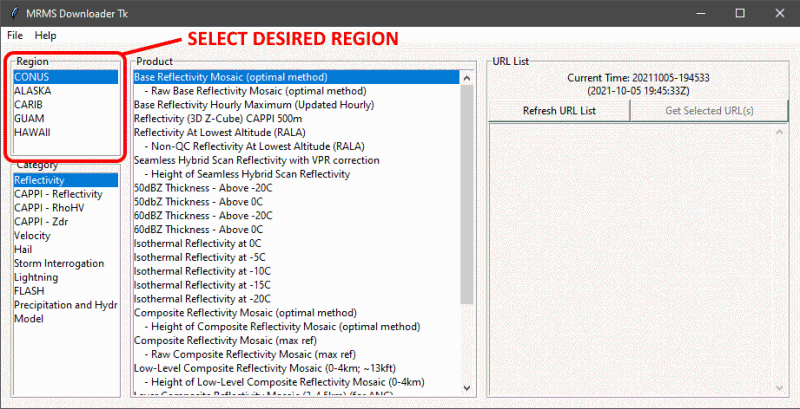 MRMS Downloader Tk
File Help
SELECT DESIRED REGION
Region
CONUS
ALASKA
CARIB
GUAM
HAWAII
Category
Reflectivity
CAPPI - Reflectivity
CAPPI - RhoHV
CAPPI - Zdr
Velocity
Hail
Storm Interrogation
Lightning
FLASH
Precipitation and Hydr
Model
Product
Base Reflectivity Mosaic (optimal method)
- Raw Base Reflectivity Mosaic (optimal method)
Base Reflectivity Hourly Maximum (Updated Hourly)
Reflectivity (3D Z-Cube) CAPPI 500m
Reflectivity At Lowest Altitude (RALA)
- Non-QC Reflectivity At Lowest Altitude (RALA)
Seamless Hybrid Scan Reflectivity with VPR correction
- Height of Seamless Hybrid Scan Reflectivity
50dBZ Thickness - Above -20C
50dBZ Thickness - Above 0C
60dBZ Thickness - Above -20C
60dBZ Thickness - Above 0C
Isothermal Reflectivity at 0C
Isothermal Reflectivity at -5C
Isothermal Reflectivity at -10C
Isothermal Reflectivity at -15C
Isothermal Reflectivity at -20C
Composite Reflectivity Mosaic (optimal method)
- Height of Composite Reflectivity Mosaic (optimal method)
Composite Reflectivity Mosaic (max ref)
- Raw Composite Reflectivity Mosaic (max ref)
Low-Level Composite Reflectivity Mosaic (0-4km; ~13kft)
- Height of Low-Level Composite Reflectivity Mosaic (0-4km)
URL List
Current Time: 20211005-194533
(2021-10-05 19:45:33Z)
Refresh URL List
Get Selected URL(s)